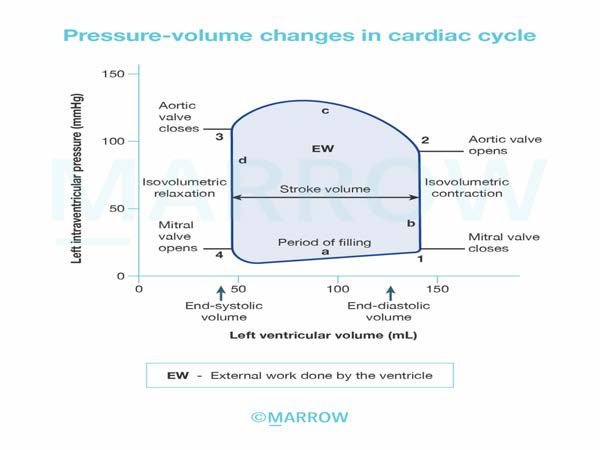 Pressure-volume changes in cardiac cycle
Left intraventricular pressure (mmHg)
150
100
50
0
Aortic
valve
closes
3
c
EW
2
Aortic valve
opens
d
Isovolumetric
relaxation
Stroke volume
Isovolumetric
contraction
b
Mitral
valve
opens
4
Period of filling
a
1
Mitral valve
closes
0
50
100
150
End-systolic
volume
End-diastolic
volume
Left ventricular volume (mL)
EW - External work done by the ventricle
©MARROW
MARROW